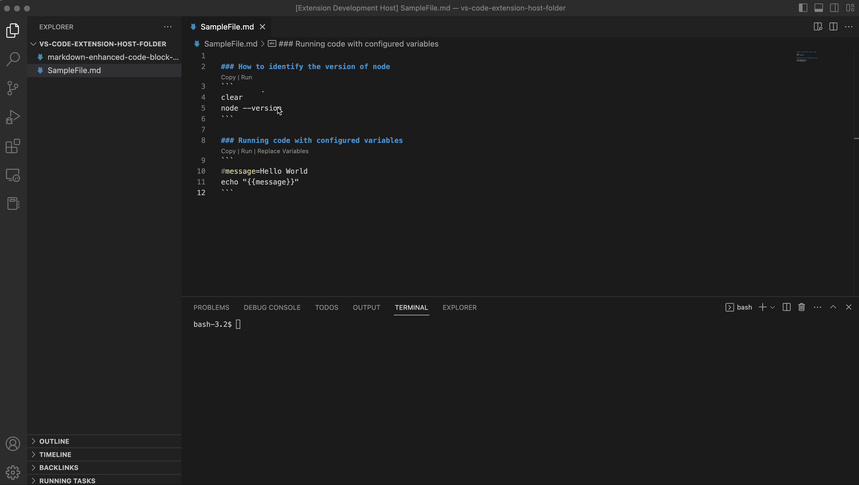 [Extension Development Host] SampleFile.md — vs-code-extension-host-folder
EXPLORER
VS-CODE-EXTENSION-HOST-FOLDER
markdown-enhanced-code-block-...
SampleFile.md
OUTLINE
TIMELINE
BACKLINKS
RUNNING TASKS
SampleFile.md
SampleFile.md > ### Running code with configured variables
1
2 ### How to identify the version of node
Copy | Run
3 ```
4 clear
5 node --version
6 ```
7
8 ### Running code with configured variables
Copy | Run | Replace Variables
9 ```
10 #message=Hello World
11 echo "{{message}}"
12 ```
PROBLEMS DEBUG CONSOLE TODOS OUTPUT TERMINAL EXPLORER bash
bash-3.2$